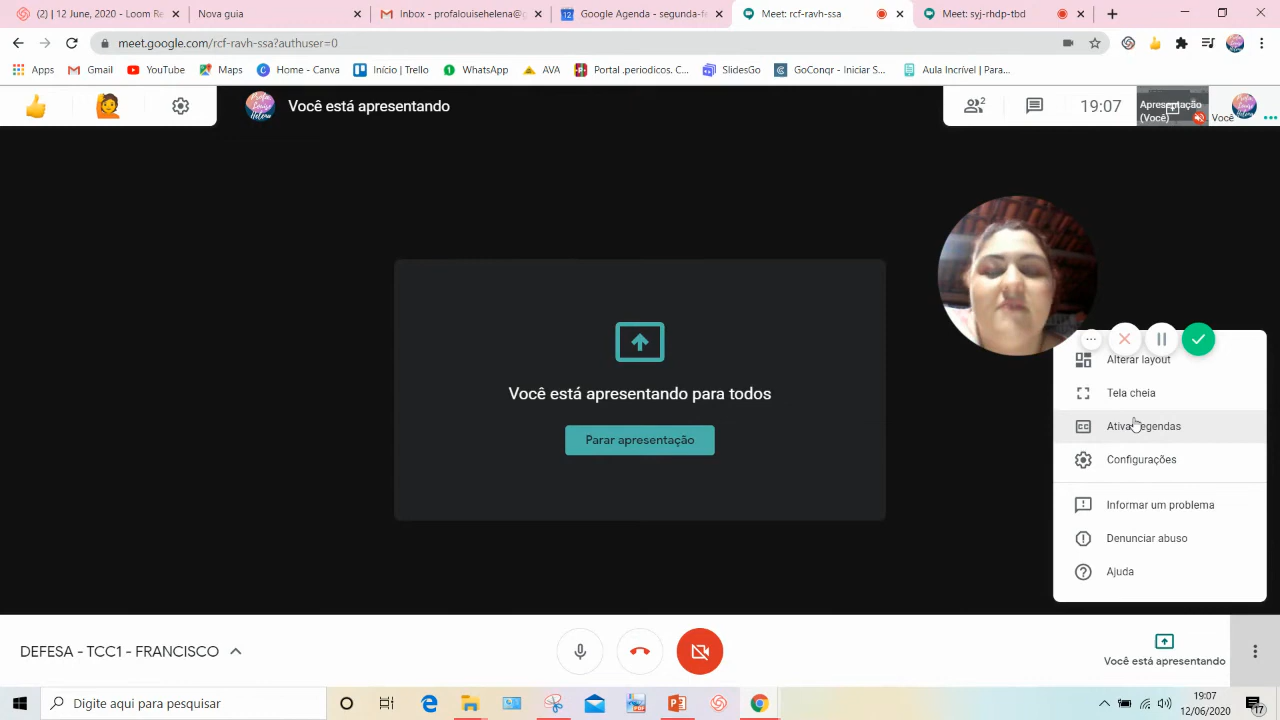 (21) 12 June, 2020 - Loom Re
Nova guia
Inbox - profalouisehelena@g
Google Agenda - segunda-fe
Meet: rcf-ravh-ssa
Meet: syj-rhdp-tbd
meet.google.com/rcf-ravh-ssa?authuser=0
Apps
Gmail
YouTube
Maps
Home - Canva
Início | Trello
WhatsApp
AVA
Portal .periodicos. C...
SlidesGo
GoConqr - Iniciar S...
Aula Incrível | Para...
Você está apresentando
2
19:07
Apresentação
(Você)
Você
Você está apresentando para todos
Parar apresentação
Alterar layout
Tela cheia
Configurações
Informar um problema
Denunciar abuso
Ajuda
DEFESA - TCC1 - FRANCISCO
Você está apresentando
Digite aqui para pesquisar
19:07
12/06/2020
17